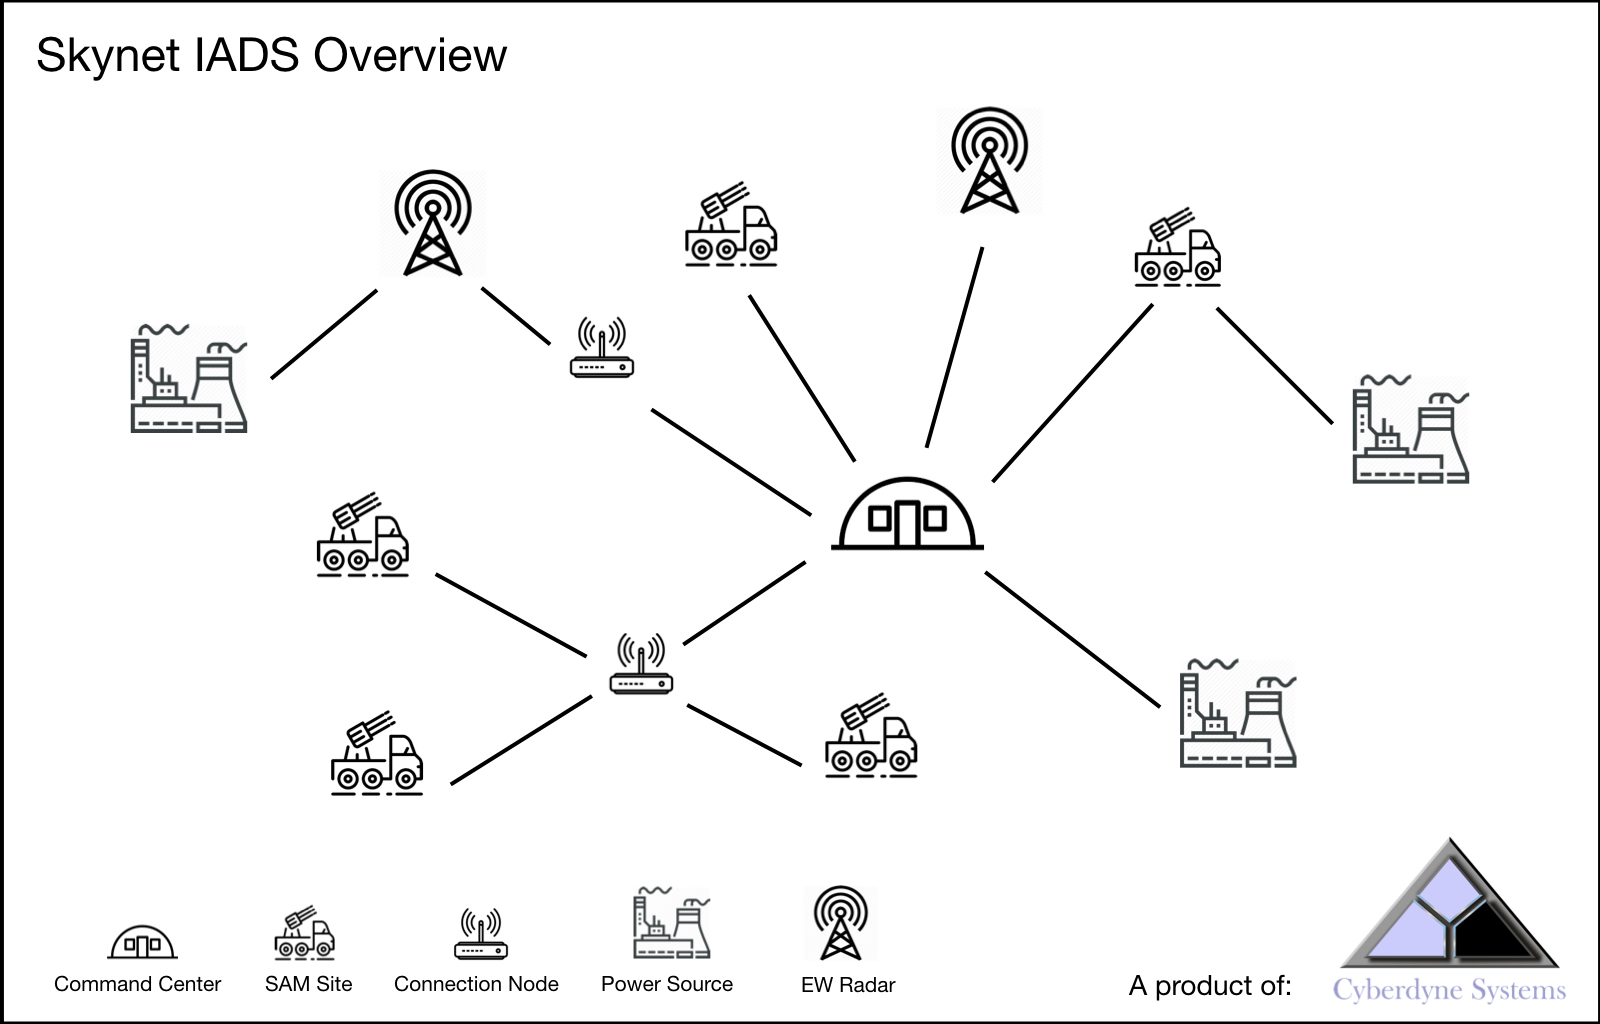 Skynet IADS Overview
Command Center
SAM Site
Connection Node
Power Source
EW Radar
A product of:
Cyberdyne Systems